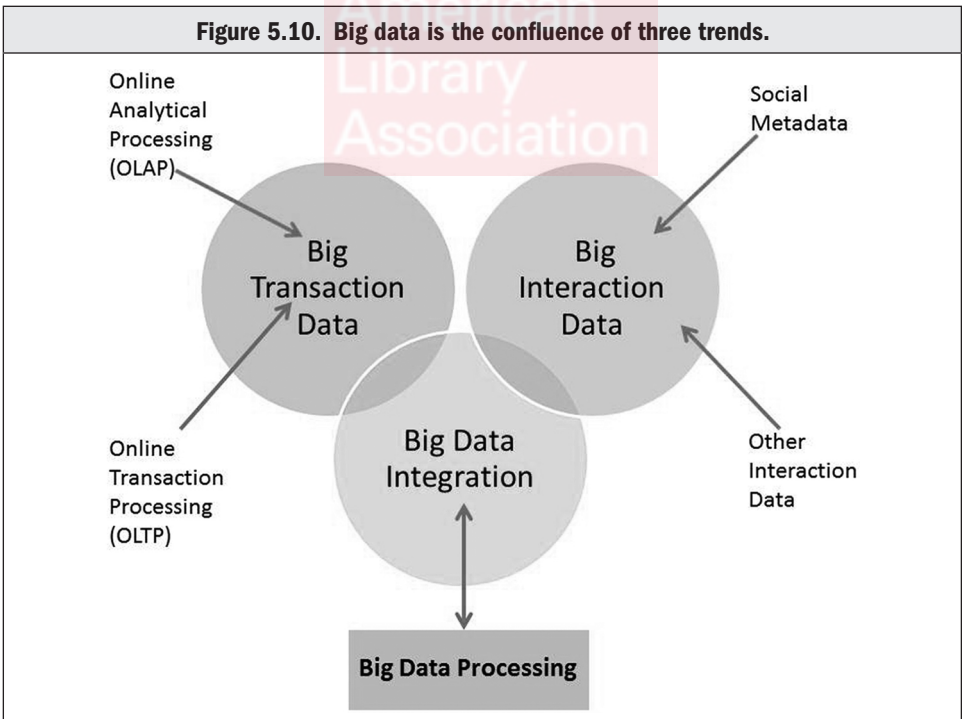 Figure 5.10. Big data is the confluence of three trends.
American
Library
Association
Online
Analytical
Processing
(OLAP)
Social
Metadata
Big
Transaction
Data
Big
Interaction
Data
Online
Transaction
Processing
(OLTP)
Big Data
Integration
Other
Interaction
Data
Big Data Processing